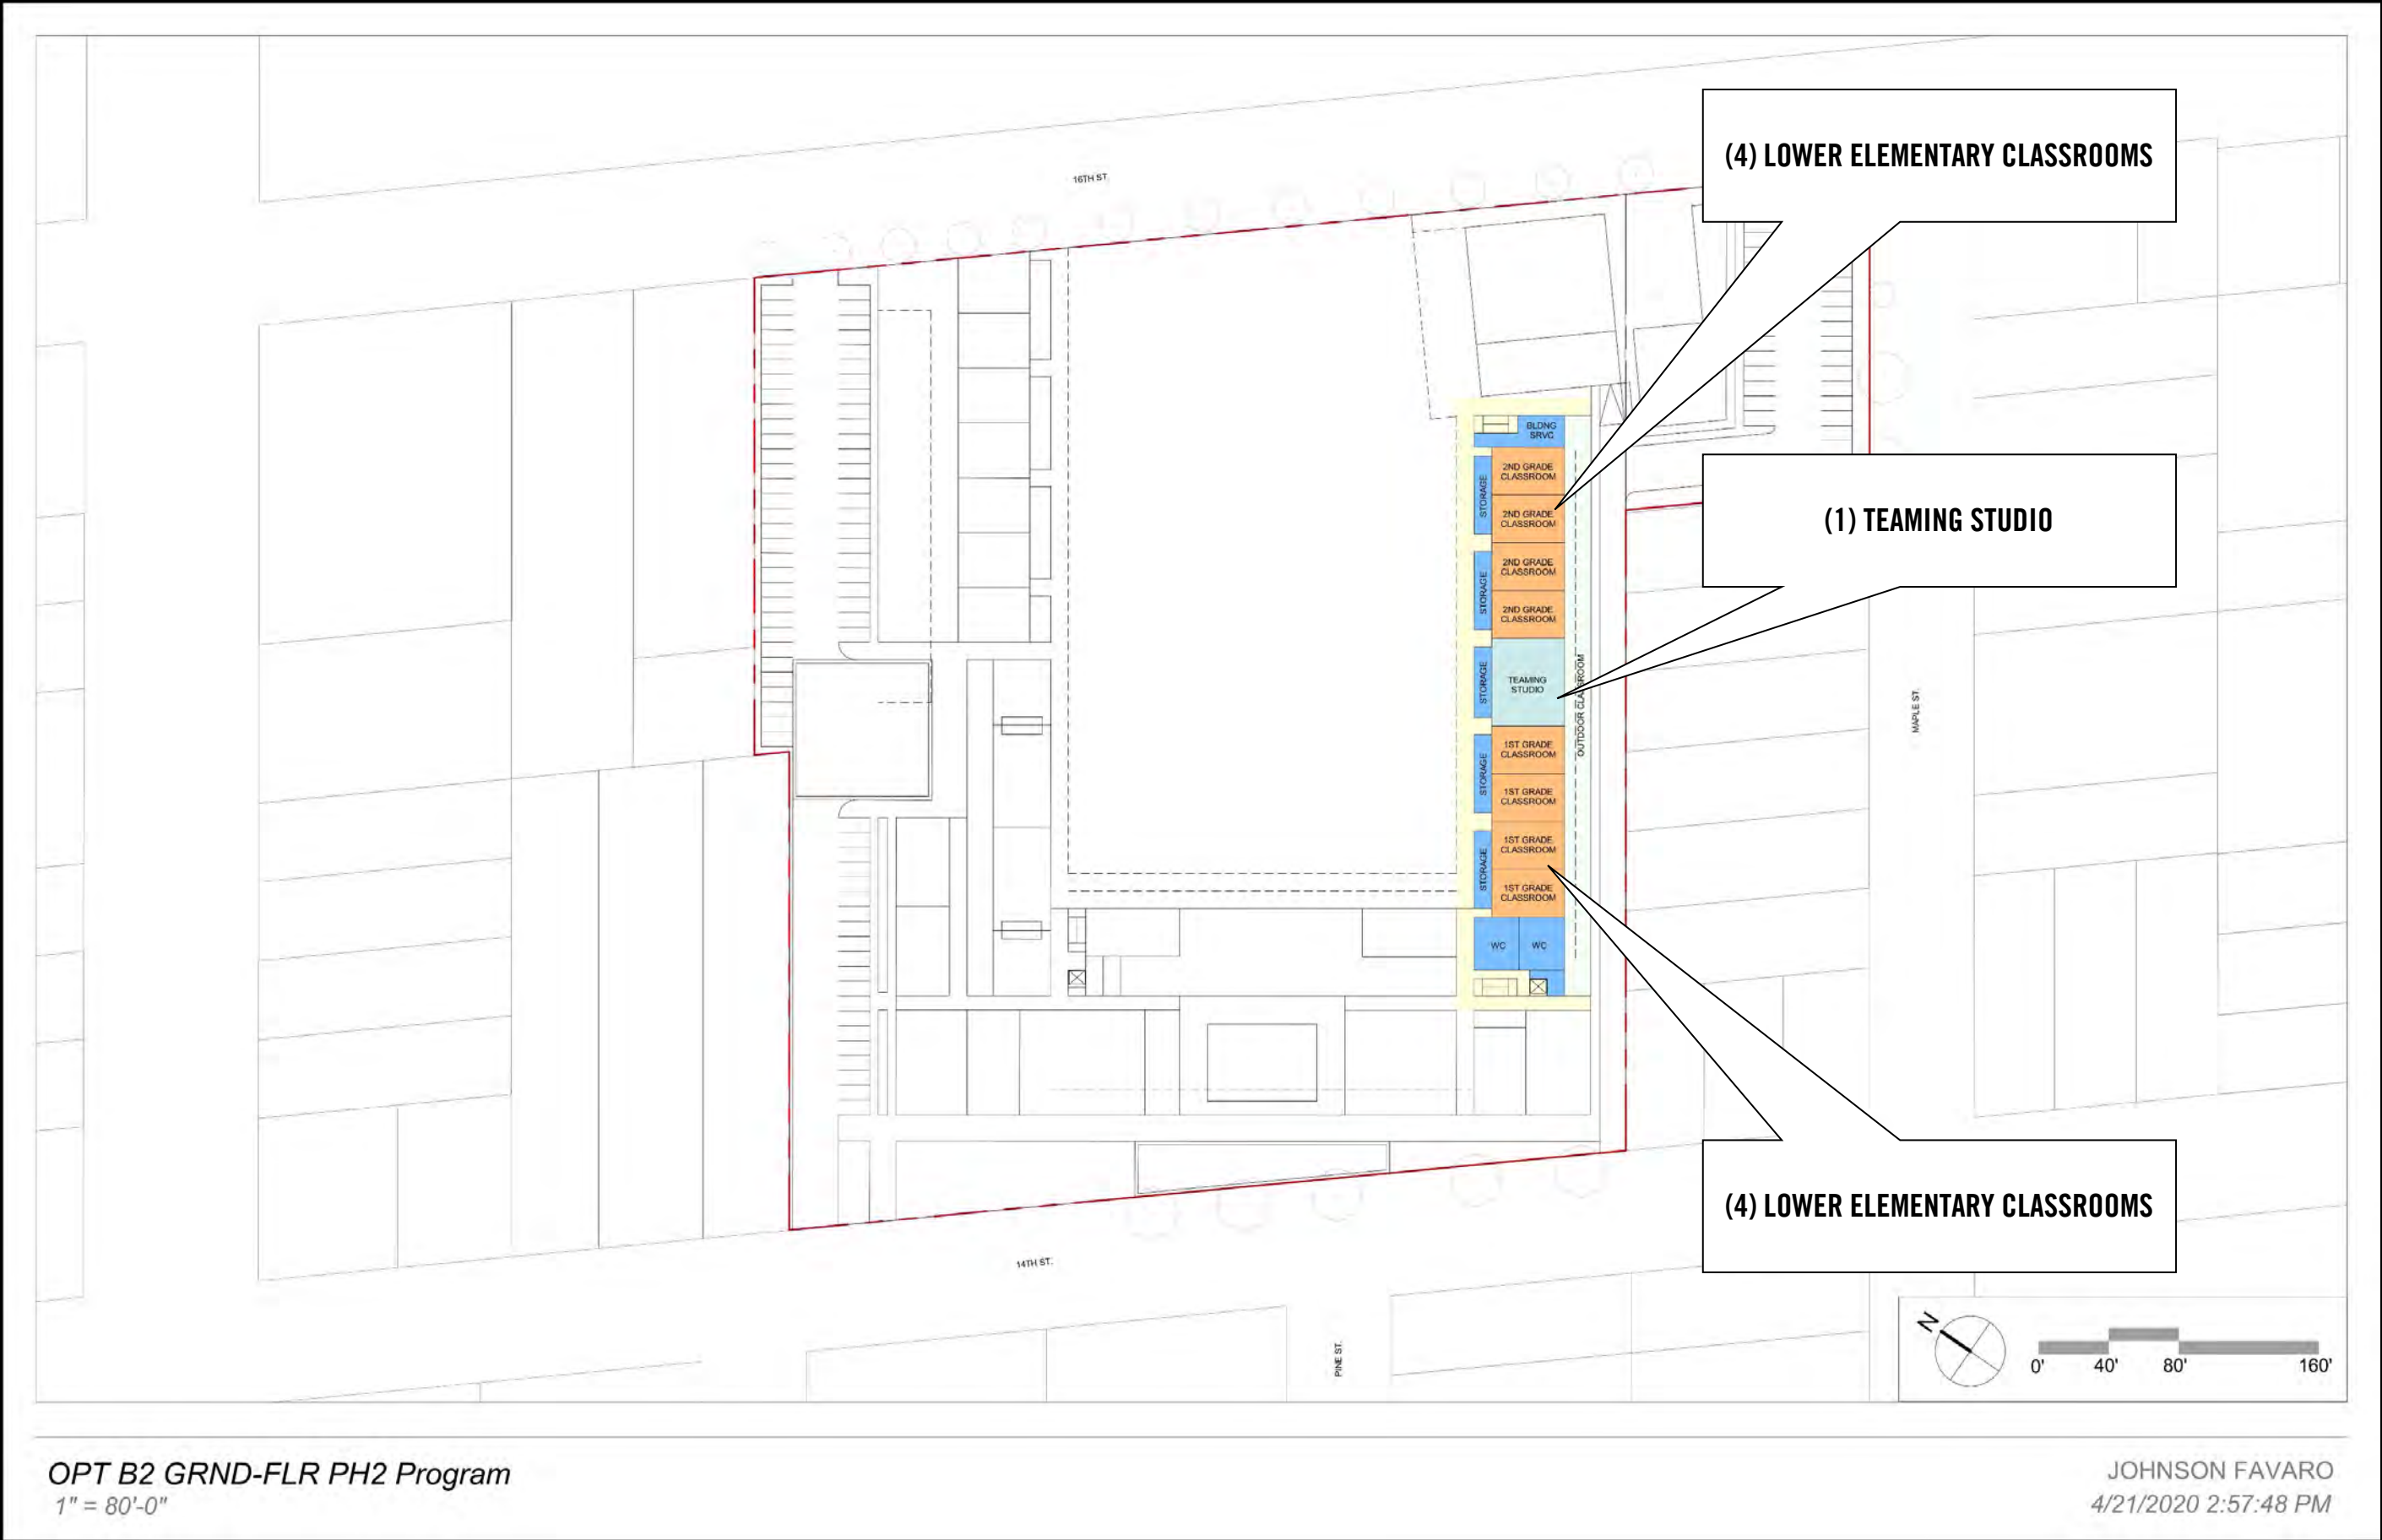 (4) LOWER ELEMENTARY CLASSROOMS
16TH ST.
BLDNG
SRVC
2ND GRADE
CLASSROOM
STORAGE
2ND GRADE
CLASSROOM
(1) TEAMING STUDIO
2ND GRADE
CLASSROOM
STORAGE
2ND GRADE
CLASSROOM
TEAMING
STUDIO
STORAGE
OUTDOOR CLASSROOM
MAPLE ST.
1ST GRADE
CLASSROOM
STORAGE
1ST GRADE
CLASSROOM
1ST GRADE
CLASSROOM
STORAGE
1ST GRADE
CLASSROOM
WC
WC
(4) LOWER ELEMENTARY CLASSROOMS
14TH ST.
PINE ST.
N
0' 40' 80' 160'
OPT B2 GRND-FLR PH2 Program
1" = 80'-0"
JOHNSON FAVARO
4/21/2020 2:57:48 PM